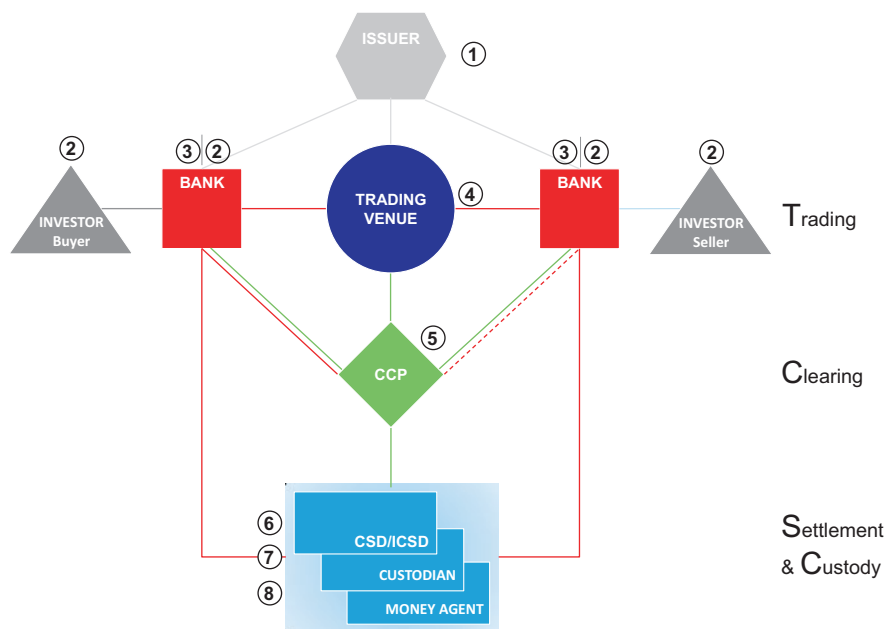 ISSUER
①
②
③ ②
③ ②
②
BANK
BANK
TRADING
VENUE
④
INVESTOR
Buyer
INVESTOR
Seller
Trading
⑤
CCP
Clearing
⑥
CSD/ICSD
Settlement
& Custody
⑦
CUSTODIAN
⑧
MONEY AGENT